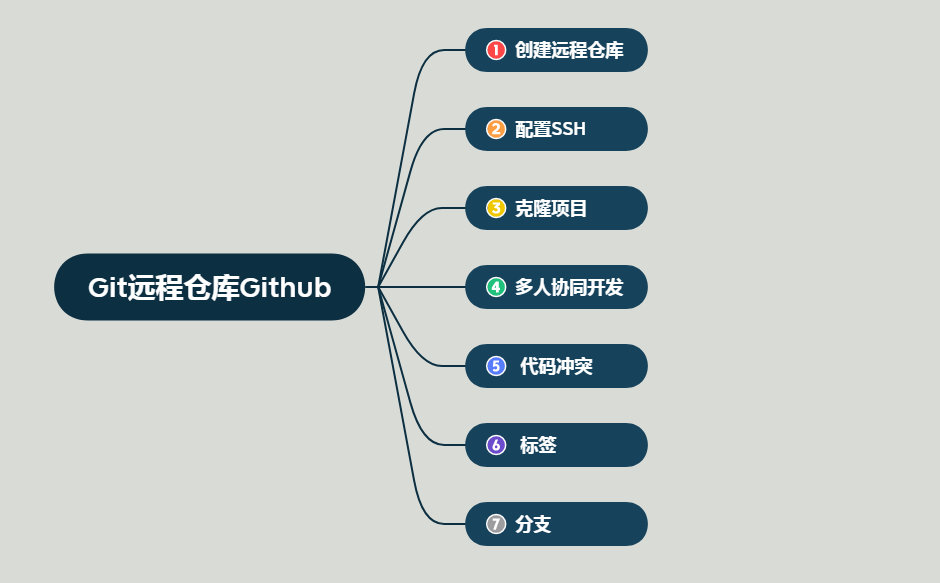 Git远程仓库Github
1 创建远程仓库
2 配置SSH
3 克隆项目
4 多人协同开发
5 代码冲突
6 标签
7 分支